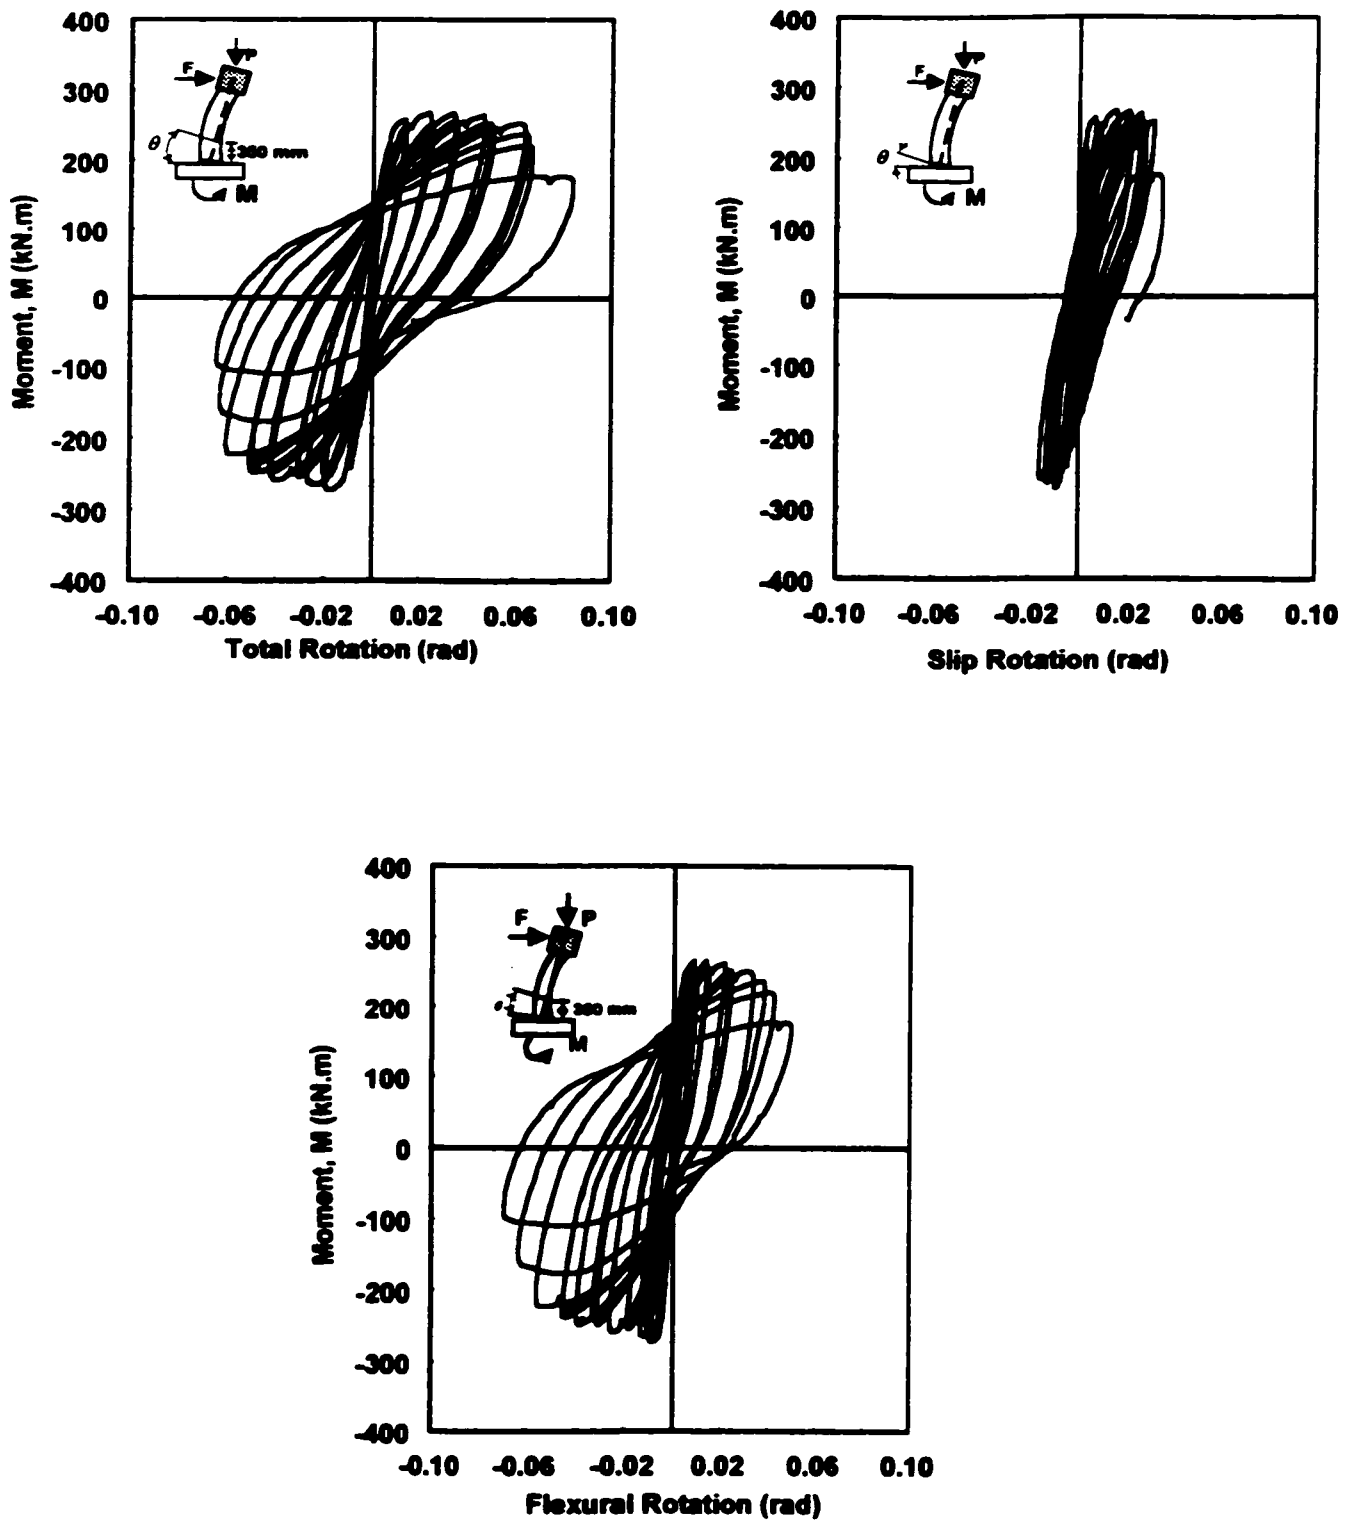 400
300
200
100
0
-100
-200
-300
-400
Moment, M (kN.m)
P
F
θ
360 mm
M
-0.10 -0.06 -0.02 0.02 0.06 0.10
Total Rotation (rad)
400
300
200
100
0
-100
-200
-300
-400
Moment, M (kN.m)
P
F
θ
M
-0.10 -0.06 -0.02 0.02 0.06 0.10
Slip Rotation (rad)
400
300
200
100
0
-100
-200
-300
-400
Moment, M (kN.m)
F P
360 mm
M
-0.10 -0.06 -0.02 0.02 0.06 0.10
Flexural Rotation (rad)